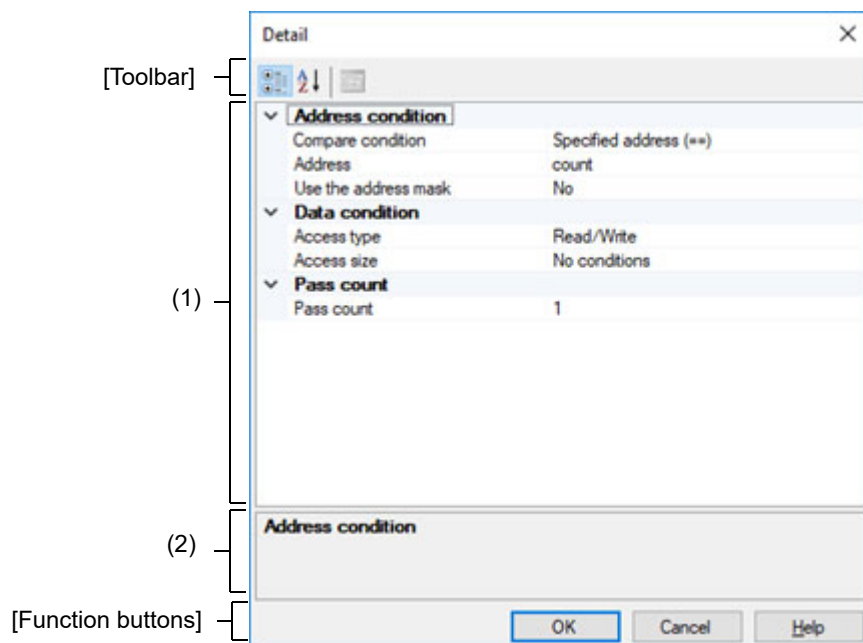 Detail
[Toolbar]
Address condition
Compare condition Specified address (==)
Address count
Use the address mask No
Data condition
Access type Read/Write
Access size No conditions
Pass count
Pass count 1
(1)
Address condition
(2)
[Function buttons]
OK Cancel Help